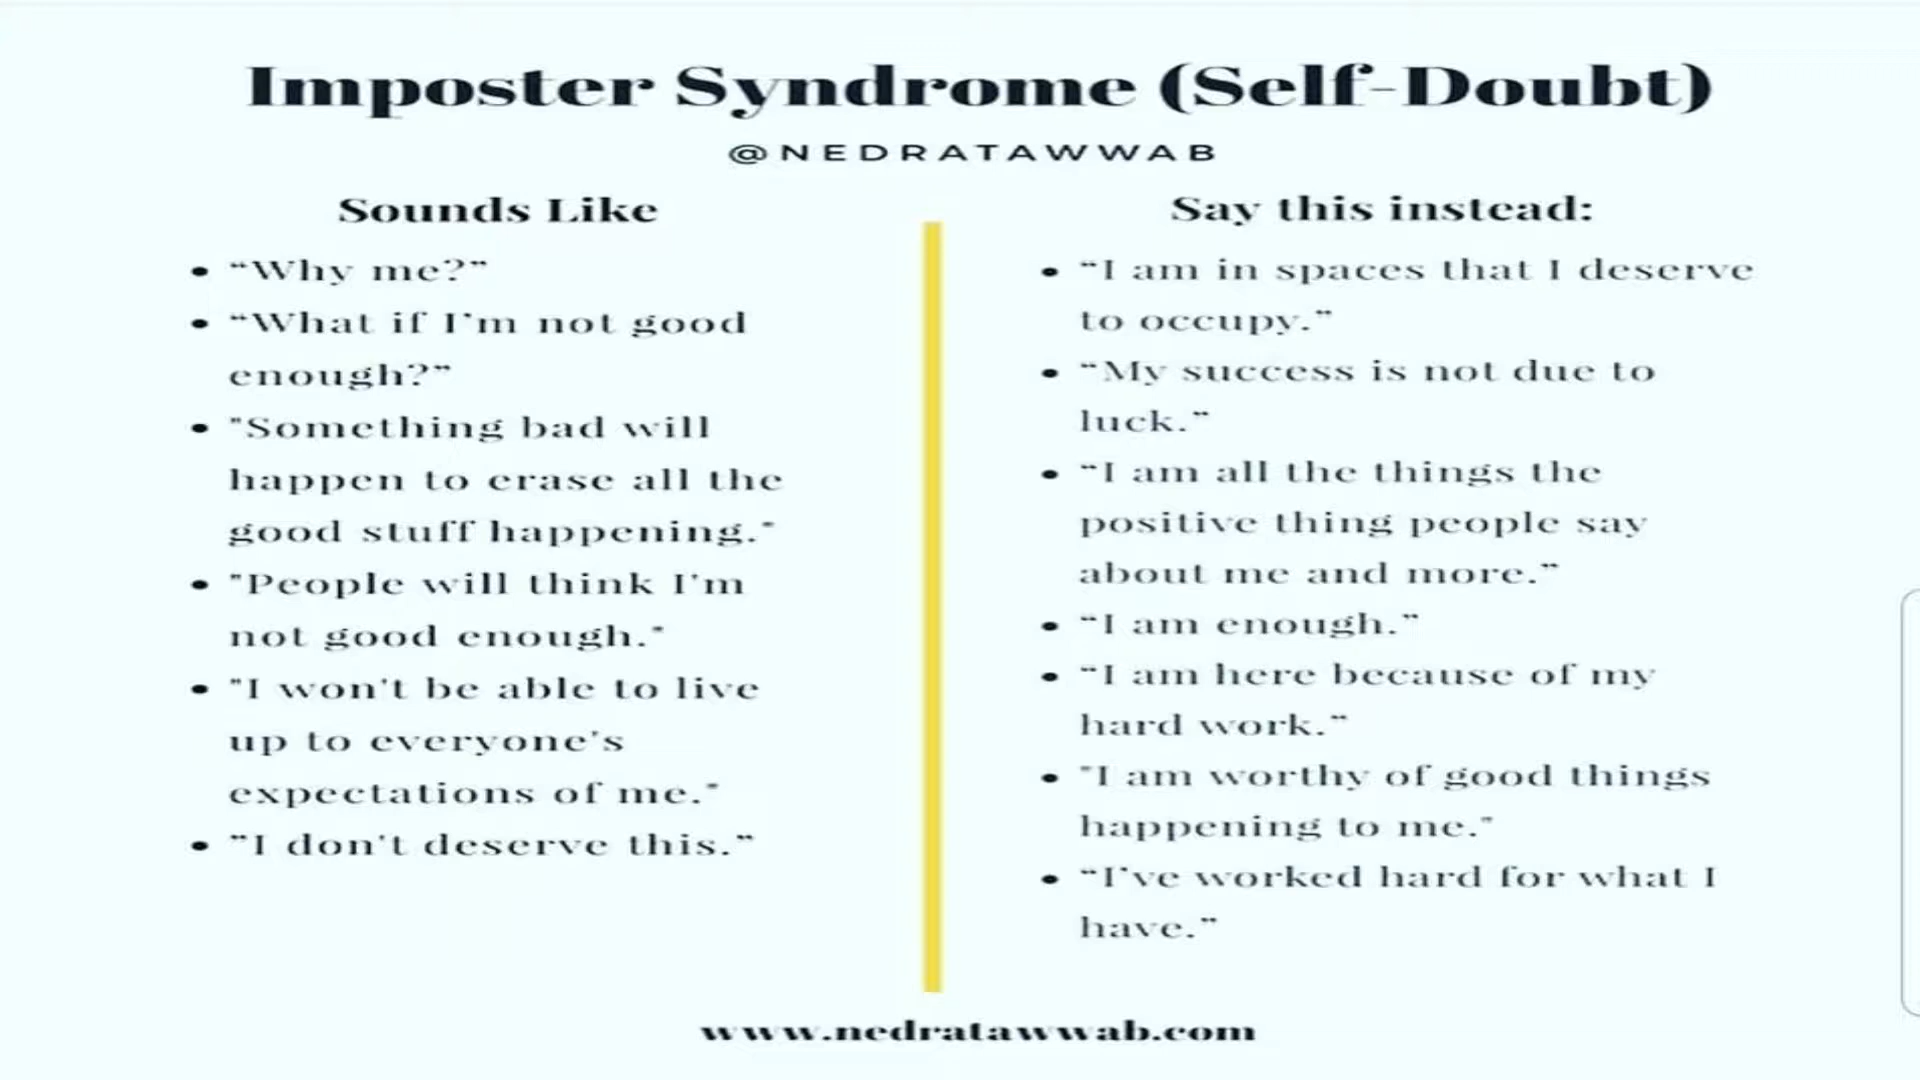 Imposter Syndrome (Self-Doubt)
@NEDRATAWWAB
Sounds Like
• “Why me?”
• “What if I’m not good
enough?”
• "Something bad will
happen to erase all the
good stuff happening."
• "People will think I'm
not good enough."
• "I won't be able to live
up to everyone's
expectations of me."
• ”I don't deserve this.”
Say this instead:
• “I am in spaces that I deserve
to occupy.”
• “My success is not due to
luck.”
• “I am all the things the
positive thing people say
about me and more.”
• “I am enough.”
• “I am here because of my
hard work.”
• "I am worthy of good things
happening to me."
• “I’ve worked hard for what I
have.”
www.nedratawwab.com